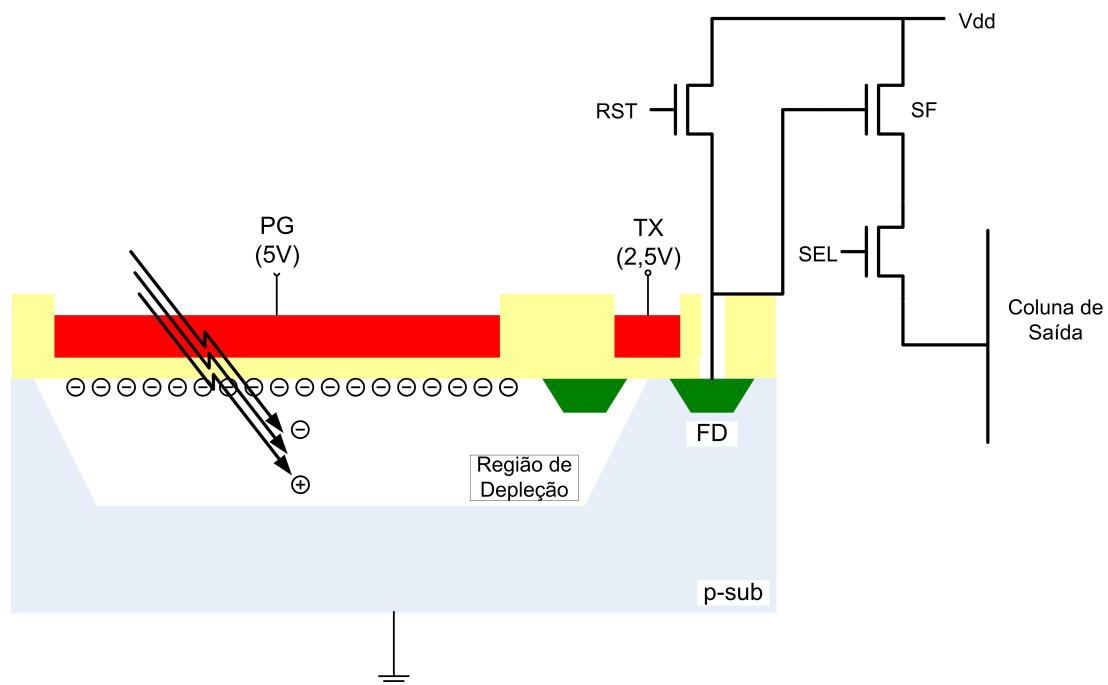 Vdd
RST
SF
PG
(5V)
TX
(2,5V)
SEL
Coluna de
Saída
FD
Região de
Depleção
p-sub